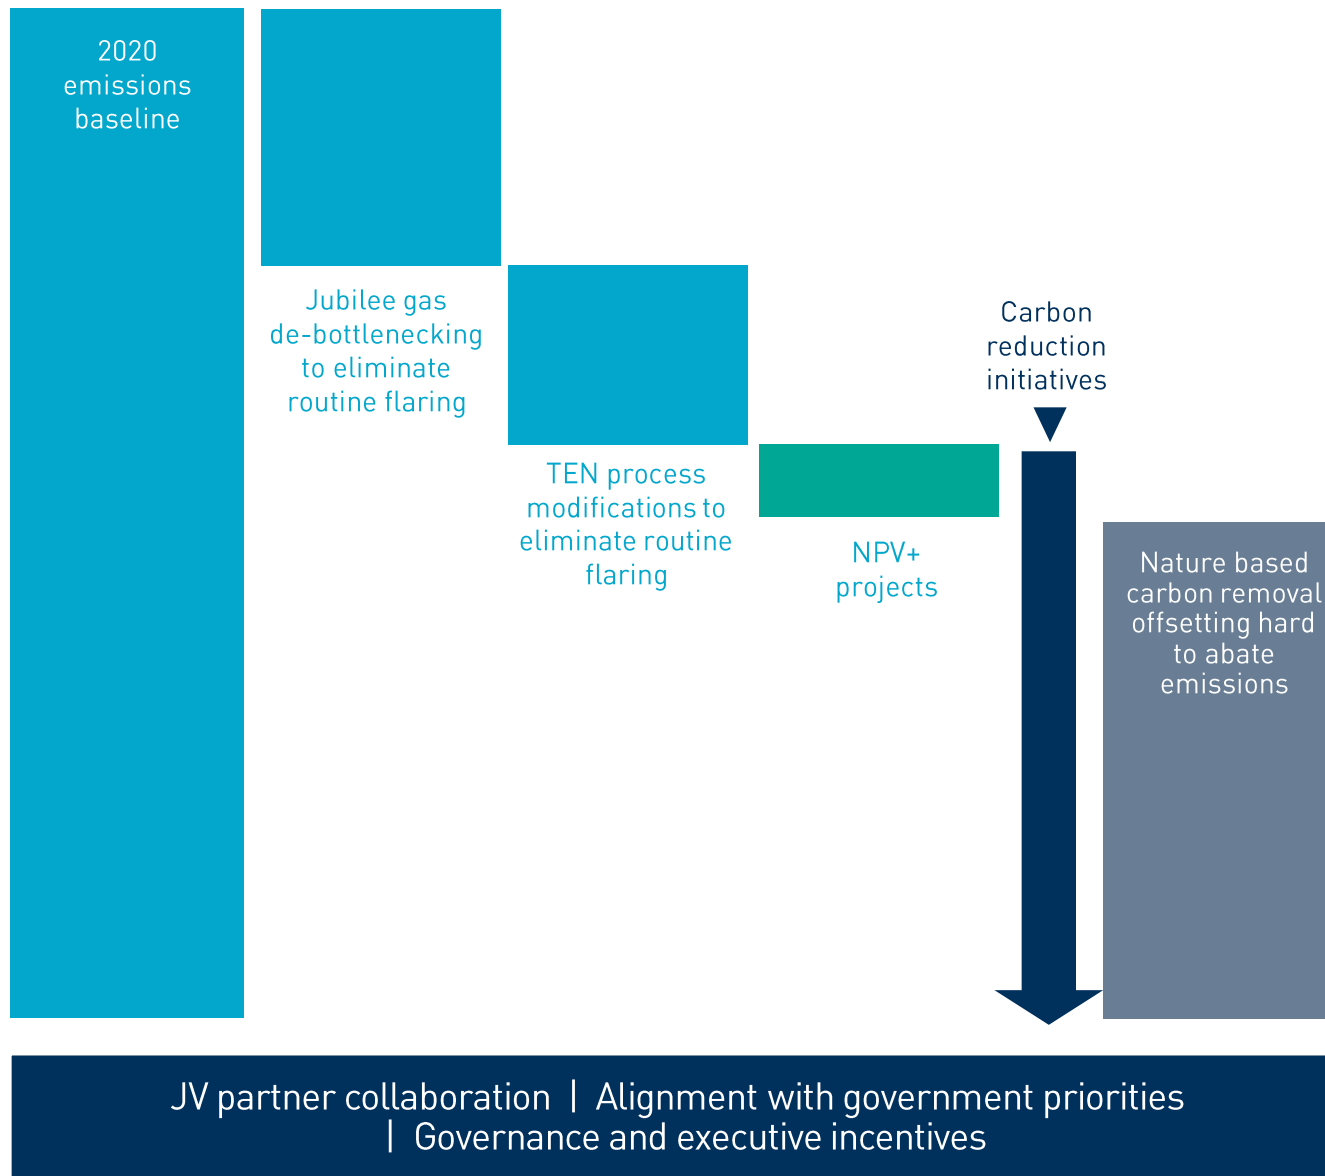 2020
emissions
baseline
Jubilee gas
de-bottlenecking
to eliminate
routine flaring
TEN process
modifications to
eliminate routine
flaring
NPV+
projects
Carbon
reduction
initiatives
Nature based
carbon removal
offsetting hard
to abate
emissions
JV partner collaboration | Alignment with government priorities
| Governance and executive incentives